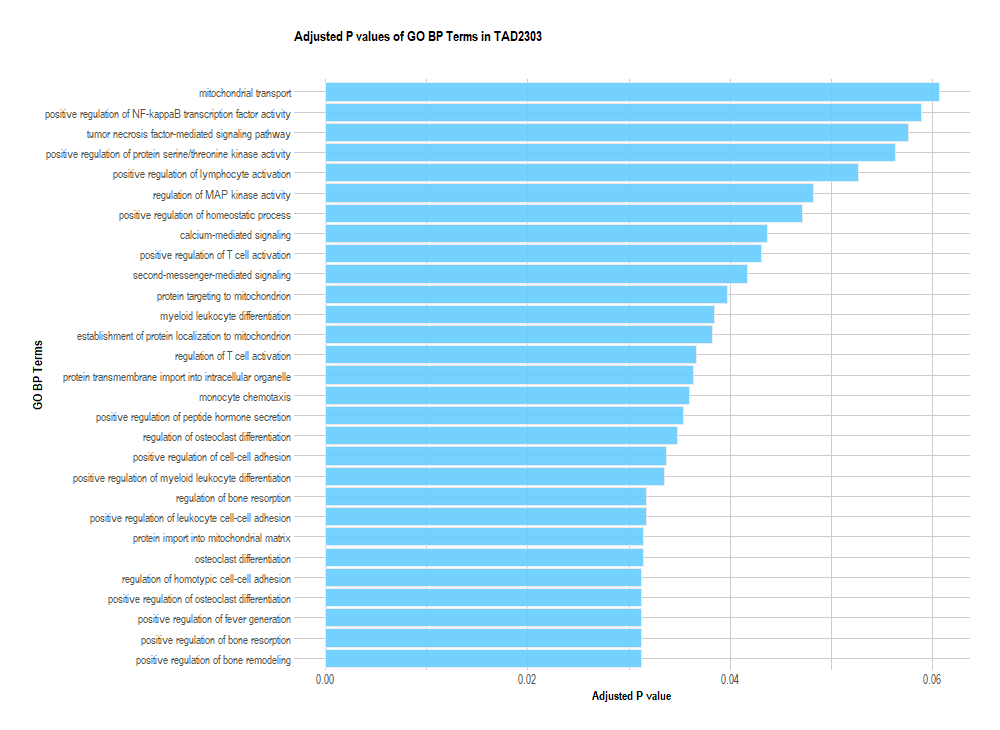 Adjusted P values of GO BP Terms in TAD2303
mitochondrial transport
positive regulation of NF-kappaB transcription factor activity
tumor necrosis factor-mediated signaling pathway
positive regulation of protein serine/threonine kinase activity
positive regulation of lymphocyte activation
regulation of MAP kinase activity
positive regulation of homeostatic process
calcium-mediated signaling
positive regulation of T cell activation
second-messenger-mediated signaling
protein targeting to mitochondrion
myeloid leukocyte differentiation
establishment of protein localization to mitochondrion
regulation of T cell activation
protein transmembrane import into intracellular organelle
monocyte chemotaxis
positive regulation of peptide hormone secretion
regulation of osteoclast differentiation
positive regulation of cell-cell adhesion
positive regulation of myeloid leukocyte differentiation
regulation of bone resorption
positive regulation of leukocyte cell-cell adhesion
protein import into mitochondrial matrix
osteoclast differentiation
regulation of homotypic cell-cell adhesion
positive regulation of osteoclast differentiation
positive regulation of fever generation
positive regulation of bone resorption
positive regulation of bone remodeling
GO BP Terms
0.00 0.02 0.04 0.06
Adjusted P value